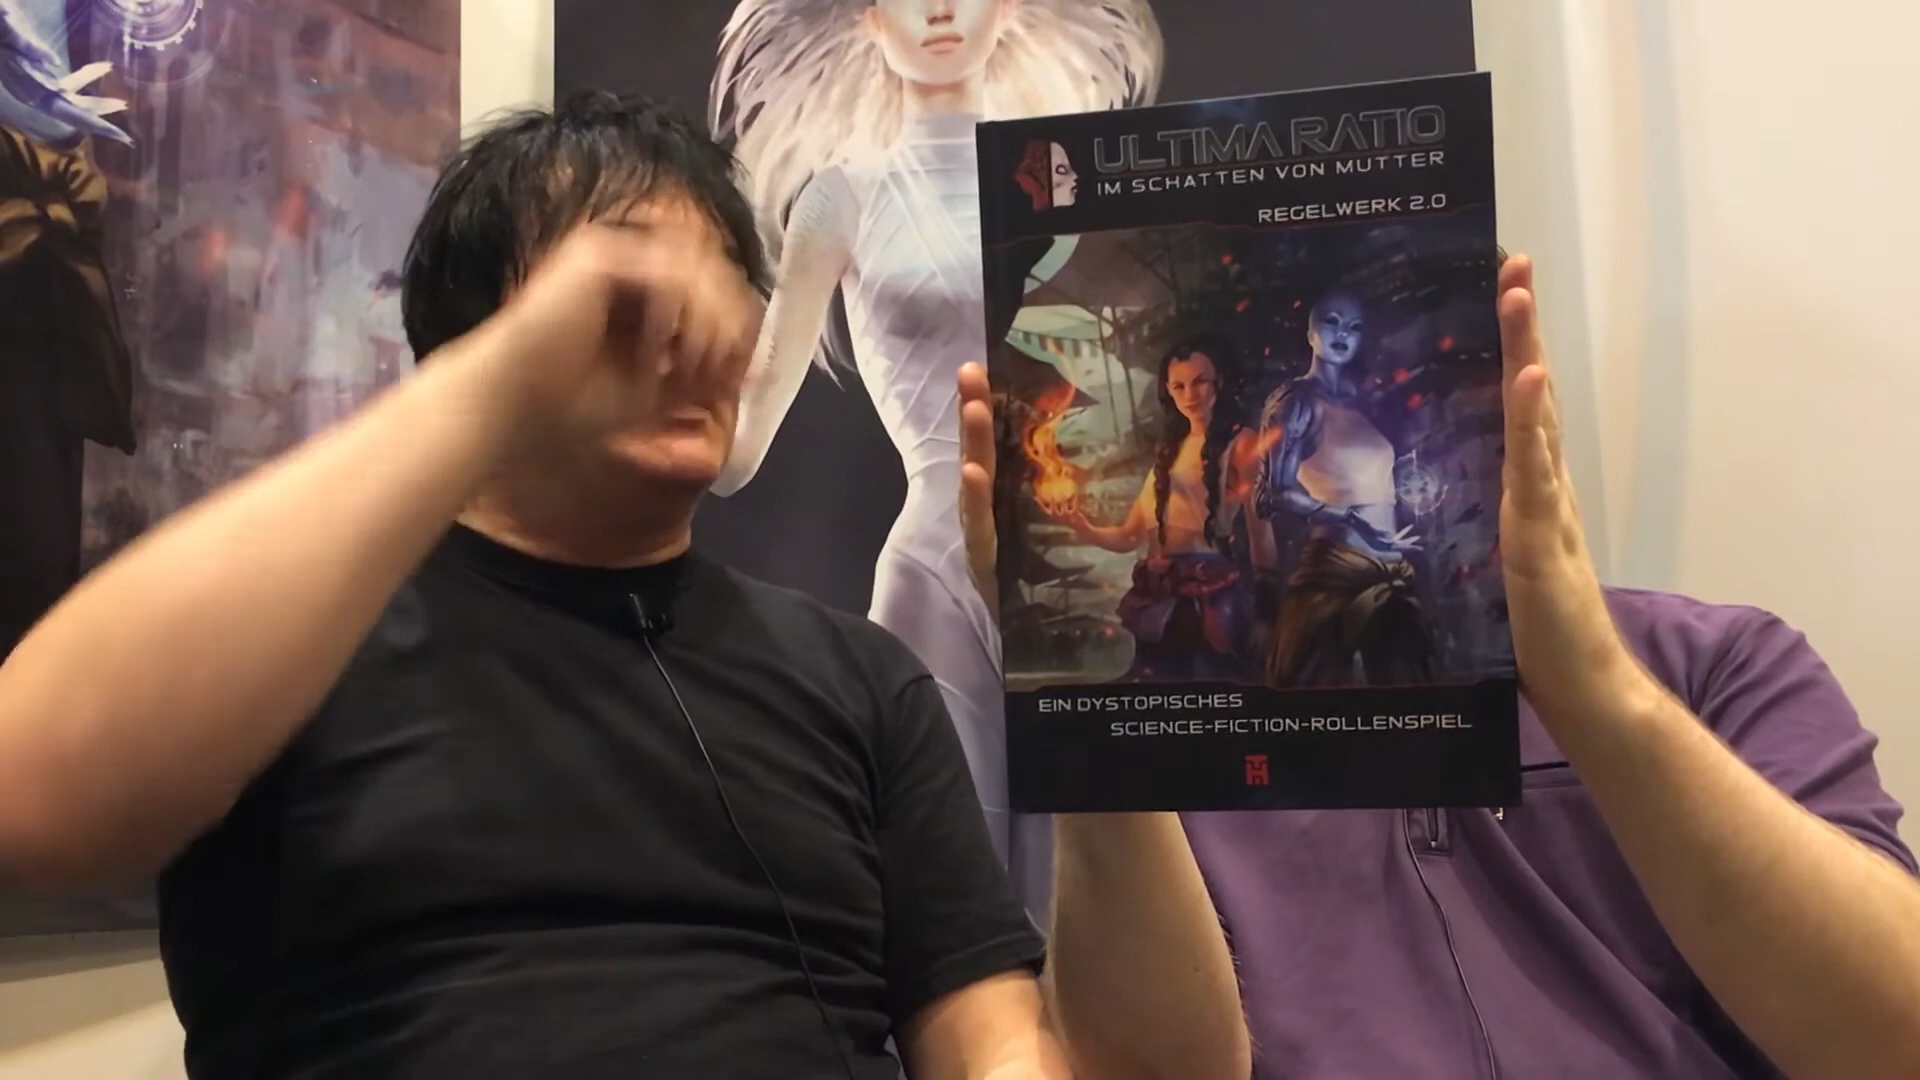 ULTIMA RATIO
IM SCHATTEN VON MUTTER
REGELWERK 2.0
EIN DYSTOPISCHES
SCIENCE-FICTION-ROLLENSPIEL